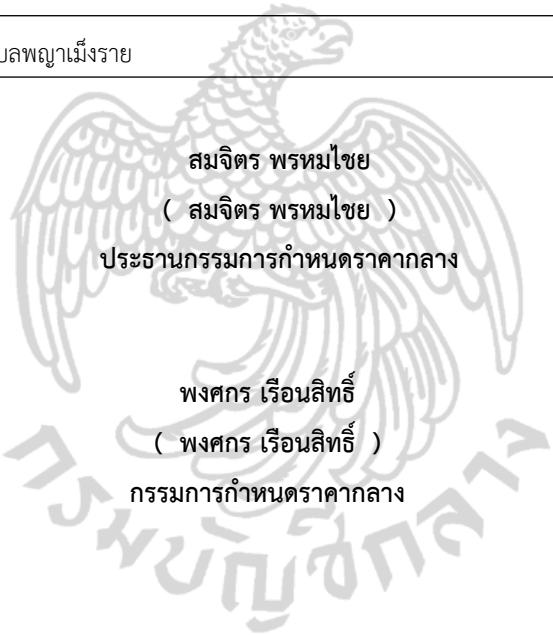 บลพญาเม็งราย
สมจิตร พรหมไชย
( สมจิตร พรหมไชย )
ประธานกรรมการกำหนดราคากลาง
พงศกร เรือนสิทธิ์
( พงศกร เรือนสิทธิ์ )
กรรมการกำหนดราคากลาง
กรมบัญชีกลาง